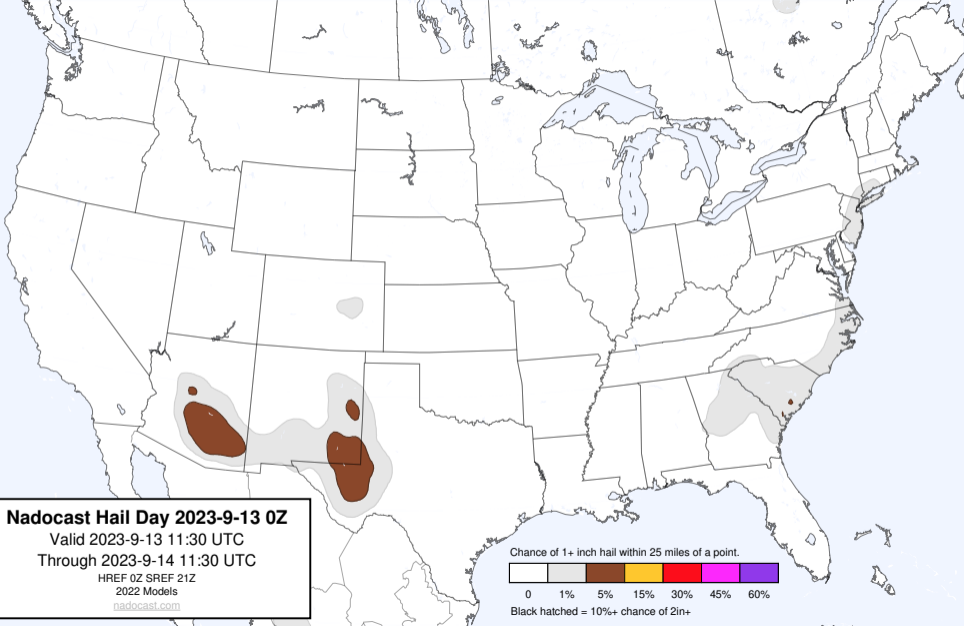 Nadocast Hail Day 2023-9-13 0Z
Valid 2023-9-13 11:30 UTC
Through 2023-9-14 11:30 UTC
HREF 0Z SREF 21Z
2022 Models
nadocast.com
Chance of 1+ inch hail within 25 miles of a point.
0 1% 5% 15% 30% 45% 60%
Black hatched = 10%+ chance of 2in+